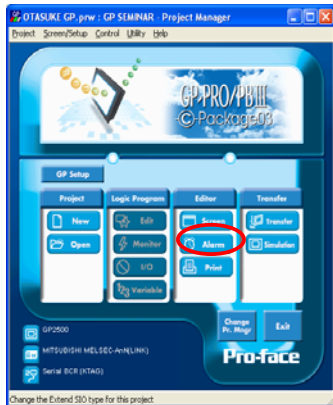 OTASUKE GP.prw : GP SEMINAR - Project Manager
Project Screen/Setup Control Utility Help
GP-PRO/PBIII
C-Package03
GP Setup
Project Logic Program Editor Transfer
New Edit Screen Transfer
Open Monitor Alarm Simulation
I/O Print
Variable
GP2500
Change Pr. Mngr Exit
MITSUBISHI MELSEC-AnN(LINK)
Pro-face
Serial BCR (KTAG)
Change the Extend SIO type for this project